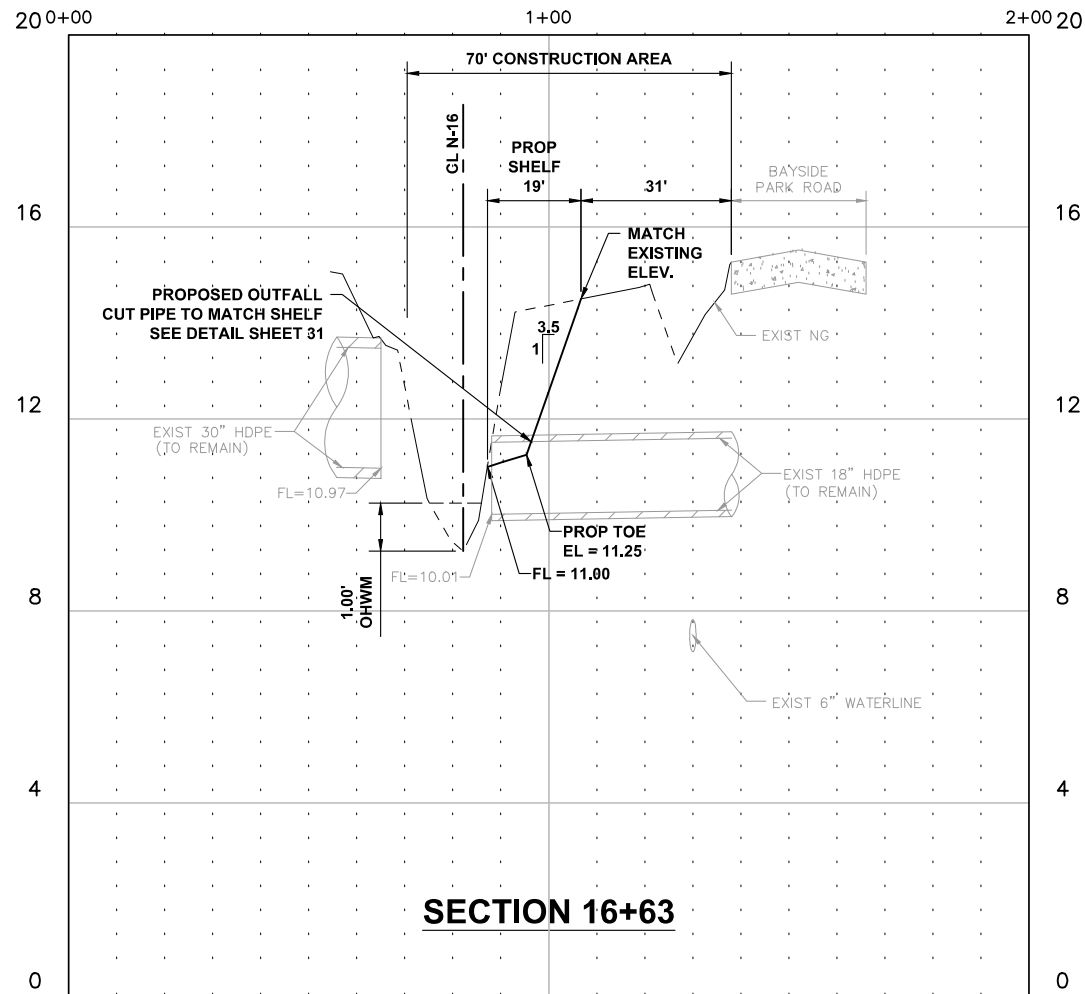 0+00
1+00
2+00
20
20
70' CONSTRUCTION AREA
CL N-16
PROP
SHELF
19'
31'
BAYSIDE
PARK ROAD
16
16
MATCH
EXISTING
ELEV.
PROPOSED OUTFALL
CUT PIPE TO MATCH SHELF
SEE DETAIL SHEET 31
3.5
1
EXIST NG
12
12
EXIST 30" HDPE
(TO REMAIN)
FL=10.97
EXIST 18" HDPE
(TO REMAIN)
PROP TOE
EL = 11.25
FL = 11.00
FL=10.01
1.00'
OHWM
8
8
EXIST 6" WATERLINE
4
4
SECTION 16+63
0
0